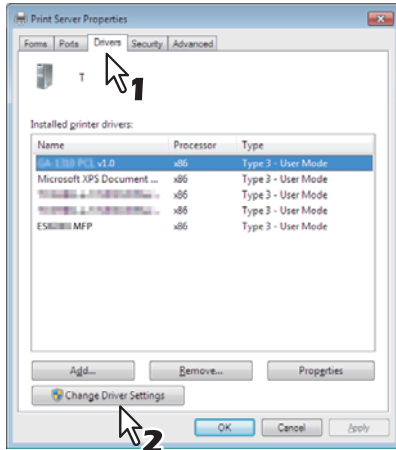 Print Server Properties
Forms Ports Drivers Security Advanced
T
1
Installed printer drivers:
Name Processor Type
PCL v1.0 x86 Type 3 - User Mode
Microsoft XPS Document ... x86 Type 3 - User Mode
x86 Type 3 - User Mode
x86 Type 3 - User Mode
ES MFP x86 Type 3 - User Mode
Add... Remove... Properties
Change Driver Settings
2
OK Cancel Apply